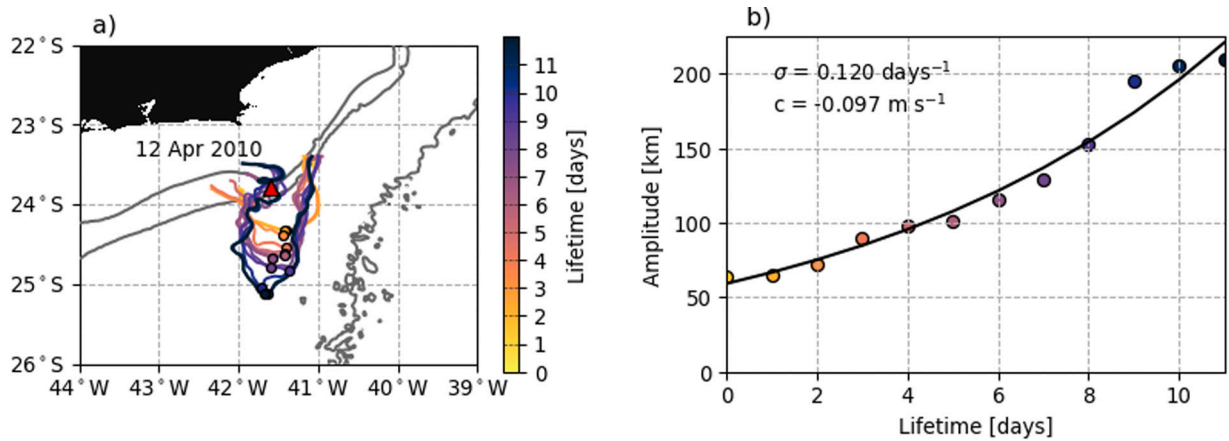 a)
22°S
23°S
24°S
25°S
26°S
44°W 43°W 42°W 41°W 40°W 39°W
12 Apr 2010
11
10
9
8
7
6
5
4
3
2
1
0
Lifetime [days]
b)
σ = 0.120 days⁻¹
c = -0.097 m s⁻¹
200
150
100
50
0
Amplitude [km]
0 2 4 6 8 10
Lifetime [days]